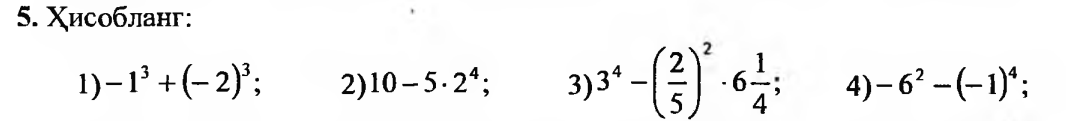 5. Ҳисобланг:
1) −1³ + (−2)³;    2) 10 − 5 · 2⁴;    3) 3⁴ − (2/5)² · 6 1/4;    4) −6² − (−1)⁴;